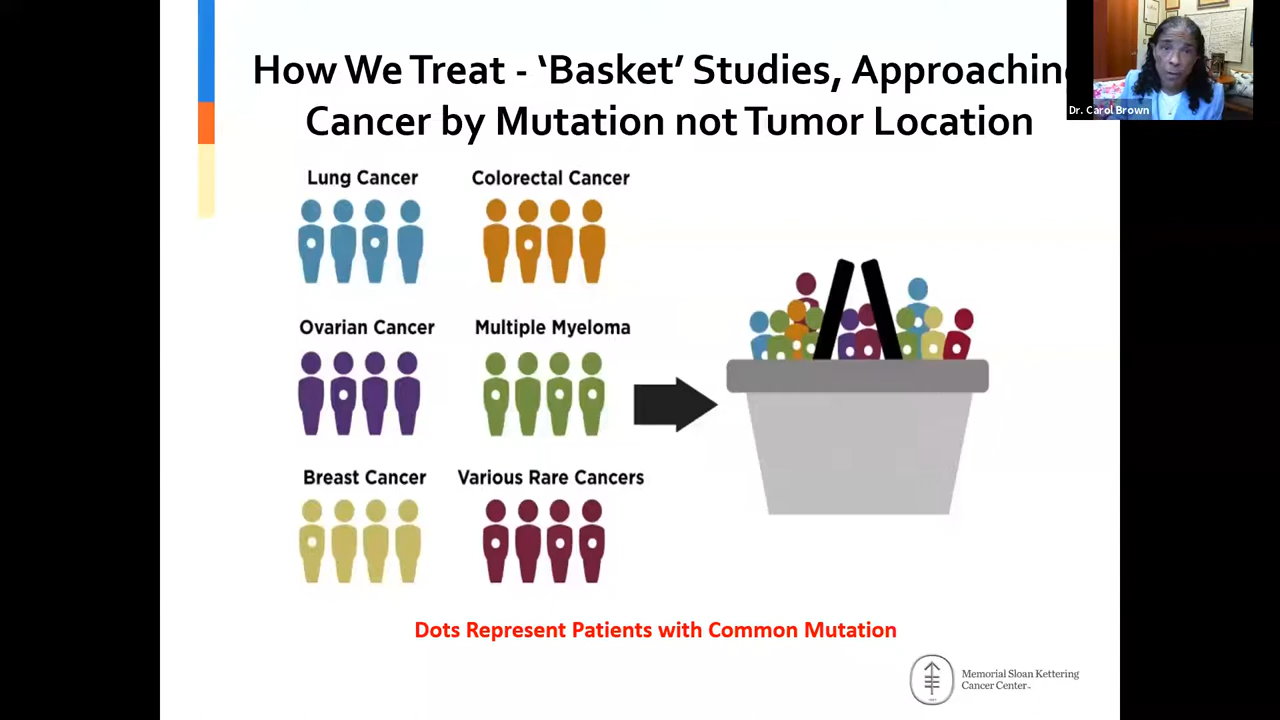 How We Treat - ‘Basket’ Studies, Approaching
Cancer by Mutation not Tumor Location
Dr. Carol Brown
Lung Cancer
Colorectal Cancer
Ovarian Cancer
Multiple Myeloma
Breast Cancer
Various Rare Cancers
Dots Represent Patients with Common Mutation
Memorial Sloan Kettering
Cancer Center